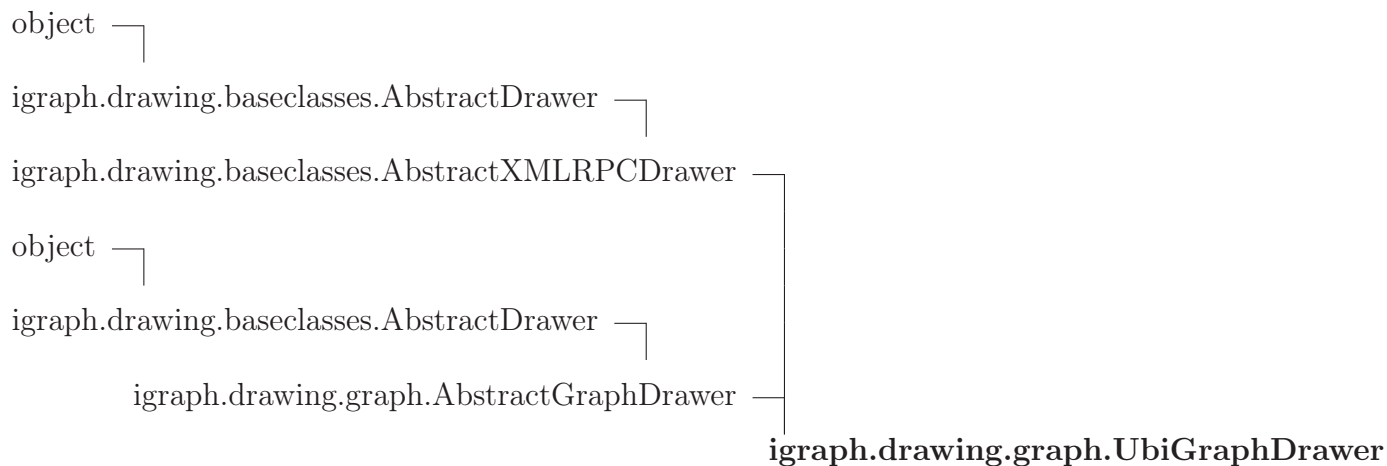 object
igraph.drawing.baseclasses.AbstractDrawer
igraph.drawing.baseclasses.AbstractXMLRPCDrawer
object
igraph.drawing.baseclasses.AbstractDrawer
igraph.drawing.graph.AbstractGraphDrawer
igraph.drawing.graph.UbiGraphDrawer